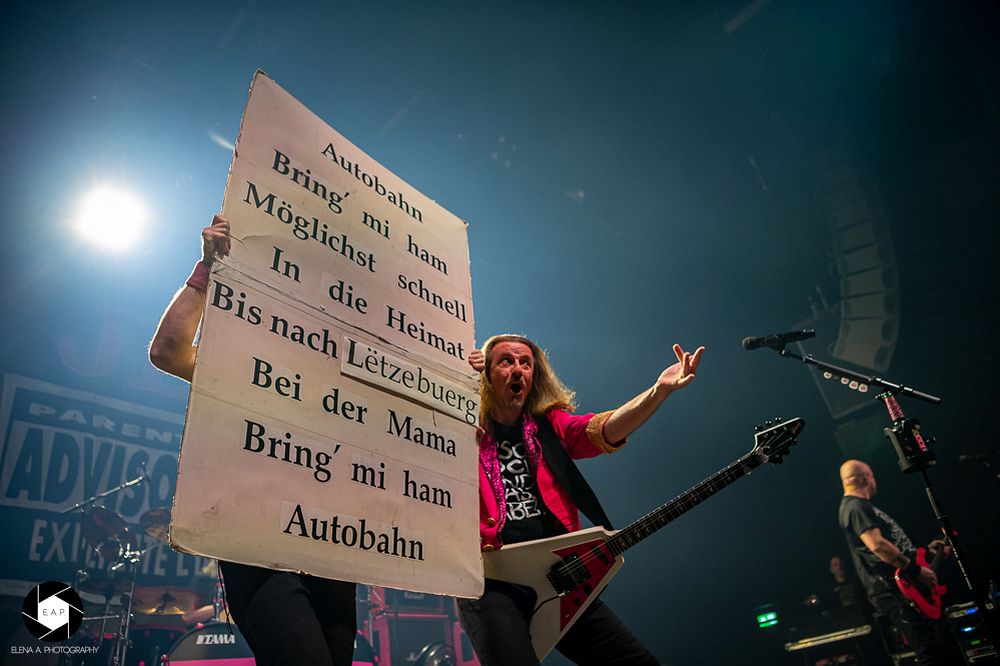 Autobahn
Bring' mi ham
Möglichst schnell
In die Heimat
Bis nach Lëtzebuerg
Bei der Mama
Bring' mi ham
Autobahn
ADVISO
TAMA
E.A.P.
ELENA A. PHOTOGRAPHY